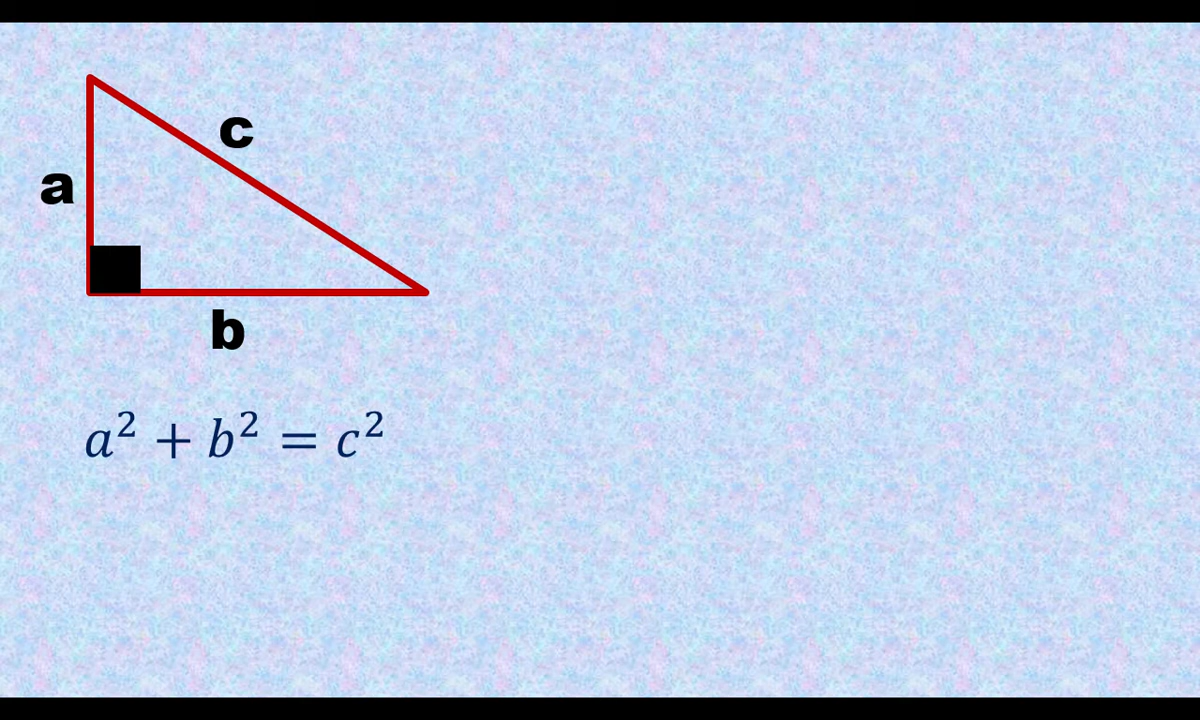 c
a
b
a² + b² = c²